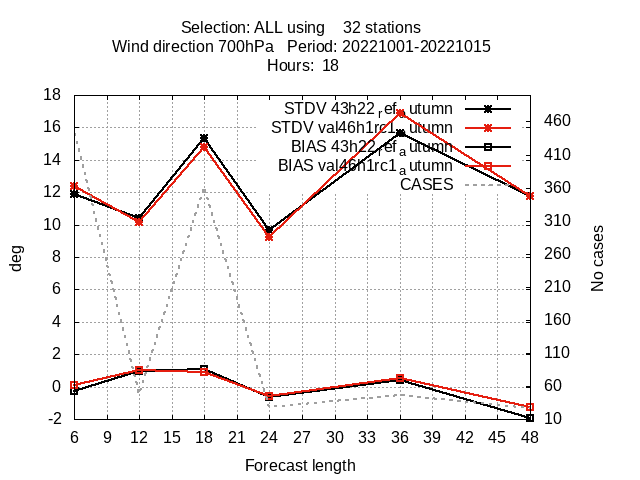 Selection: ALL using    32 stations
Wind direction 700hPa   Period: 20221001-20221015
Hours:  18
STDV 43h22_ref_autumn
STDV val46h1rc1_autumn
BIAS 43h22_ref_autumn
BIAS val46h1rc1_autumn
CASES
18
16
14
12
10
8
6
4
2
0
-2
460
410
360
310
260
210
160
110
60
10
deg
No cases
6 9 12 15 18 21 24 27 30 33 36 39 42 45 48
Forecast length